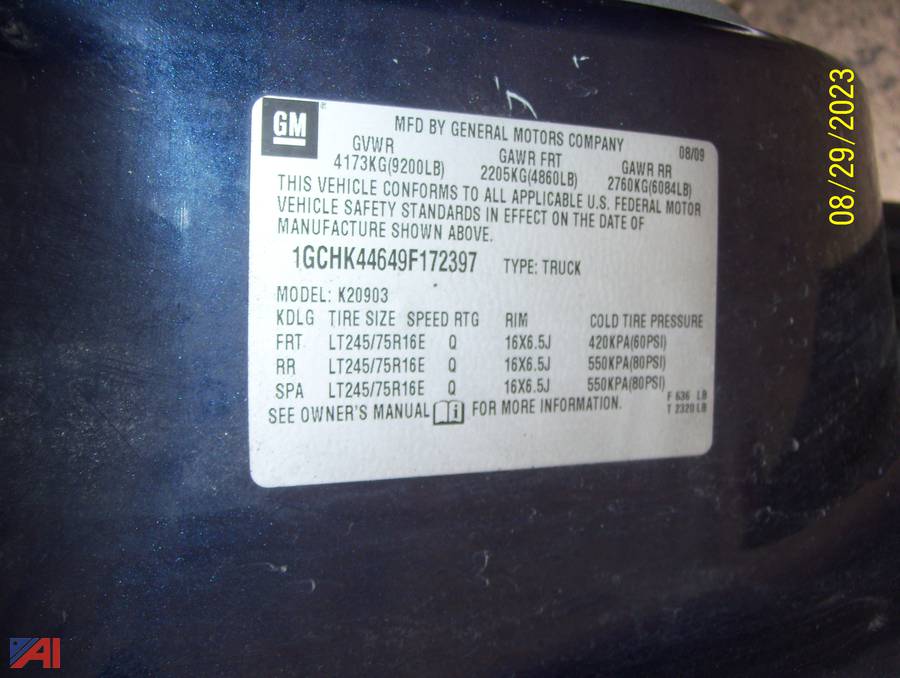 GM
MFD BY GENERAL MOTORS COMPANY 08/09
GVWR GAWR FRT GAWR RR
4173KG(9200LB) 2205KG(4860LB) 2760KG(6084LB)
THIS VEHICLE CONFORMS TO ALL APPLICABLE U.S. FEDERAL MOTOR
VEHICLE SAFETY STANDARDS IN EFFECT ON THE DATE OF
MANUFACTURE SHOWN ABOVE.
1GCHK44649F172397 TYPE: TRUCK
MODEL: K20903
KDLG TIRE SIZE SPEED RTG RIM COLD TIRE PRESSURE
FRT LT245/75R16E Q 16X6.5J 420KPA(60PSI)
RR LT245/75R16E Q 16X6.5J 550KPA(80PSI)
SPA LT245/75R16E Q 16X6.5J 550KPA(80PSI)
F 636 LB
T 2320 LB
SEE OWNER'S MANUAL FOR MORE INFORMATION.
08/29/2023
AI